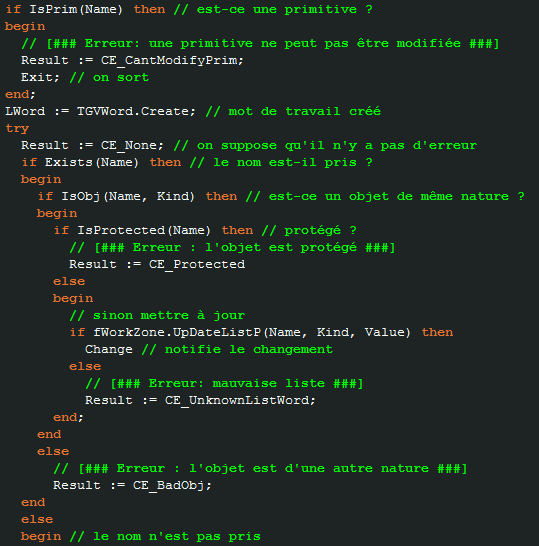 if IsPrim(Name) then // est-ce une primitive ?
begin
// [### Erreur: une primitive ne peut pas être modifiée ###]
Result := CE_CantModifyPrim;
Exit; // on sort
end;
LWord := TGVWord.Create; // mot de travail créé
try
Result := CE_None; // on suppose qu'il n'y a pas d'erreur
if Exists(Name) then // le nom est-il pris ?
begin
if IsObj(Name, Kind) then // est-ce un objet de même nature ?
begin
if IsProtected(Name) then // protégé ?
// [### Erreur : l'objet est protégé ###]
Result := CE_Protected
else
begin
// sinon mettre à jour
if fWorkZone.UpDateListP(Name, Kind, Value) then
Change // notifie le changement
else
// [### Erreur: mauvaise liste ###]
Result := CE_UnknownListWord;
end;
end
else
// [### Erreur : l'objet est d'une autre nature ###]
Result := CE_BadObj;
end
else
begin // le nom n'est pas pris